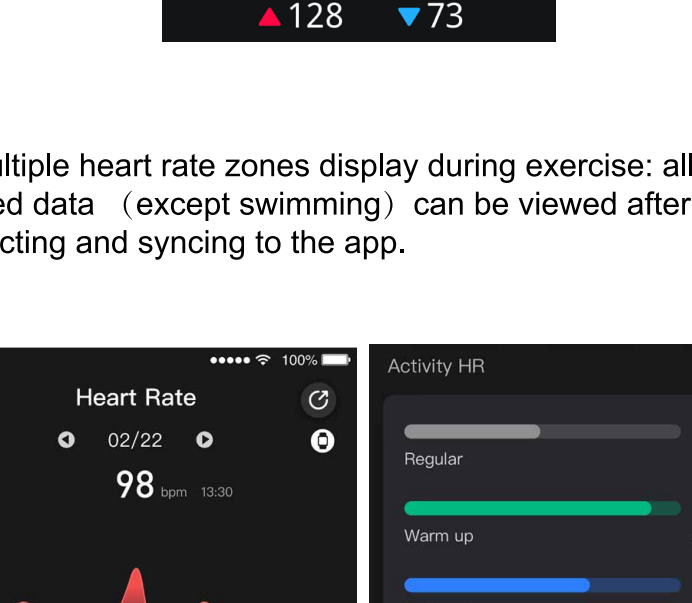 128 73
ltiple heart rate zones display during exercise: all
ed data （except swimming）can be viewed after
cting and syncing to the app.
100%
Heart Rate
02/22
98 bpm 13:30
Activity HR
Regular
Warm up